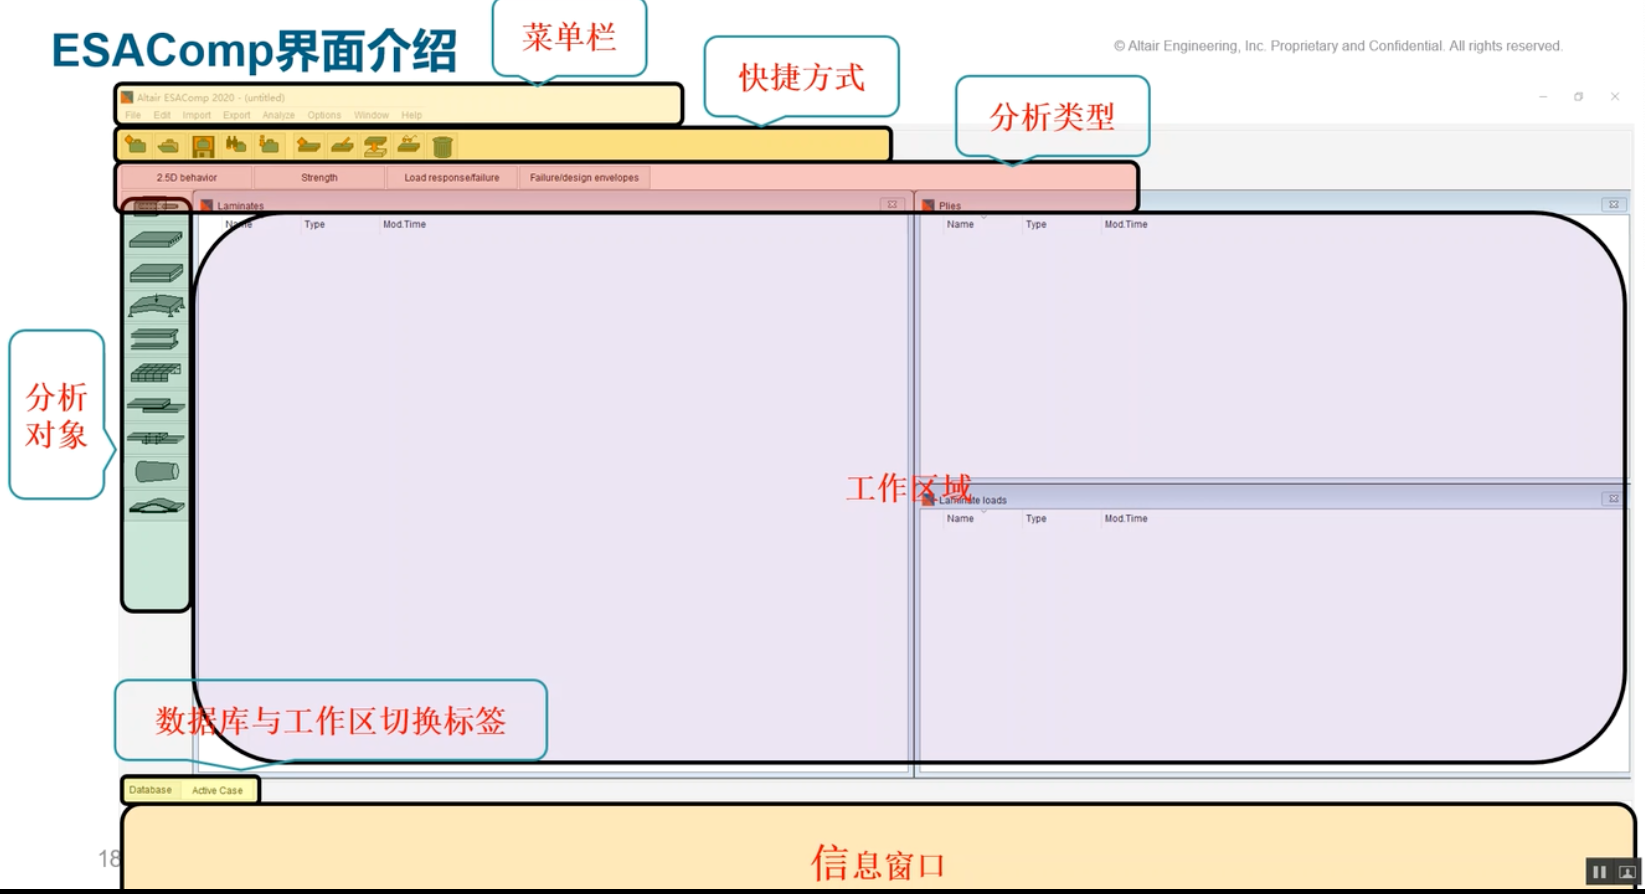 ESAComp界面介绍
菜单栏
快捷方式
© Altair Engineering, Inc. Proprietary and Confidential. All rights reserved.
分析类型
Altair ESAComp 2020 - (untitled)
File Edit Import Export Analyze Options Window Help
2.5D behavior Strength Load response/failure Failure/design envelopes
Laminates
Name Type Mod.Time
Plies
Name Type Mod.Time
分析
对象
工作区域
Laminate loads
Name Type Mod.Time
数据库与工作区切换标签
Database Active Case
信息窗口
18